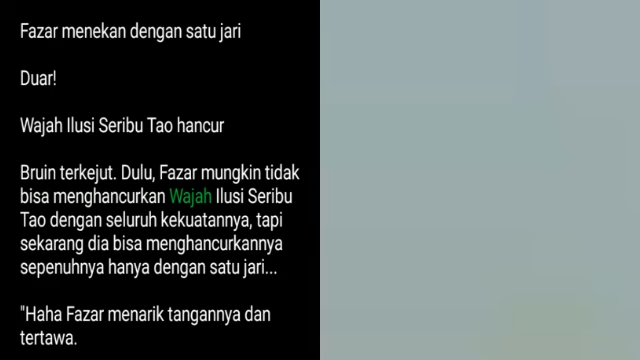 Fazar menekan dengan satu jari
Duar!
Wajah Ilusi Seribu Tao hancur
Bruin terkejut. Dulu, Fazar mungkin tidak
bisa menghancurkan Wajah Ilusi Seribu
Tao dengan seluruh kekuatannya, tapi
sekarang dia bisa menghancurkannya
sepenuhnya hanya dengan satu jari...
"Haha Fazar menarik tangannya dan
tertawa.